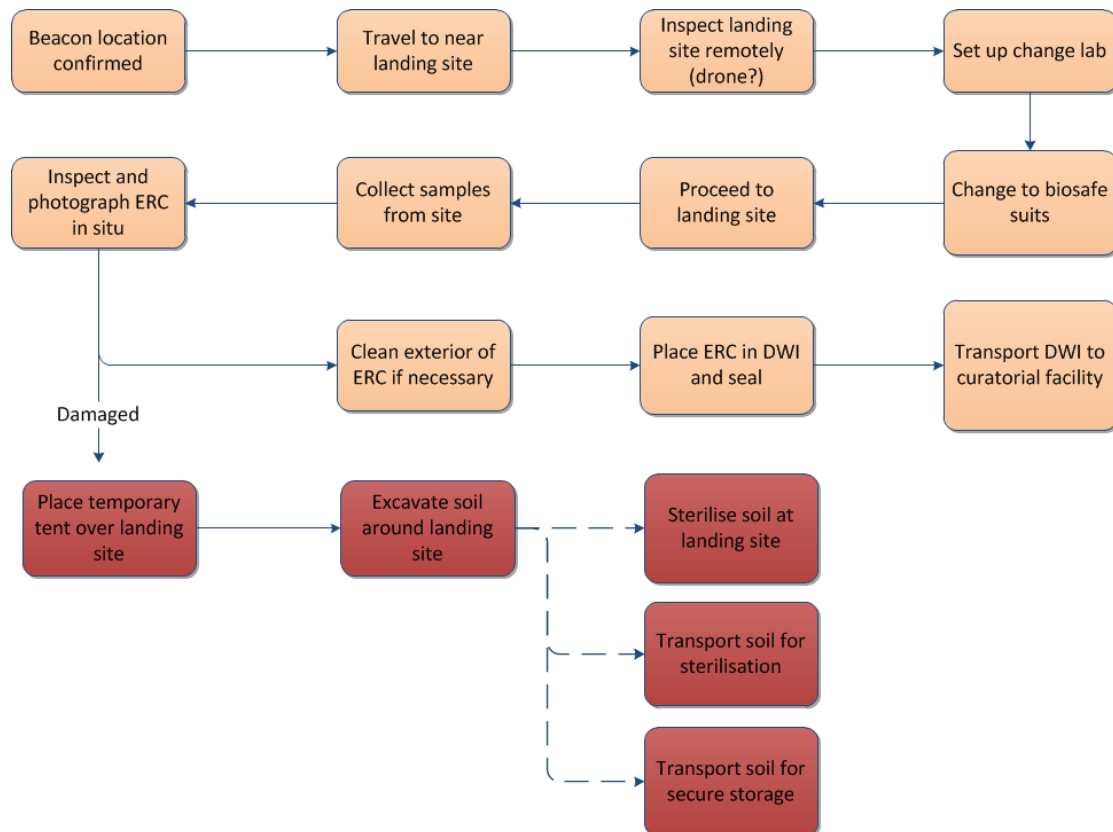 Beacon location
confirmed
Travel to near
landing site
Inspect landing
site remotely
(drone?)
Set up change lab
Inspect and
photograph ERC
in situ
Collect samples
from site
Proceed to
landing site
Change to biosafe
suits
Clean exterior of
ERC if necessary
Place ERC in DWI
and seal
Transport DWI to
curatorial facility
Damaged
Place temporary
tent over landing
site
Excavate soil
around landing
site
Sterilise soil at
landing site
Transport soil for
sterilisation
Transport soil for
secure storage